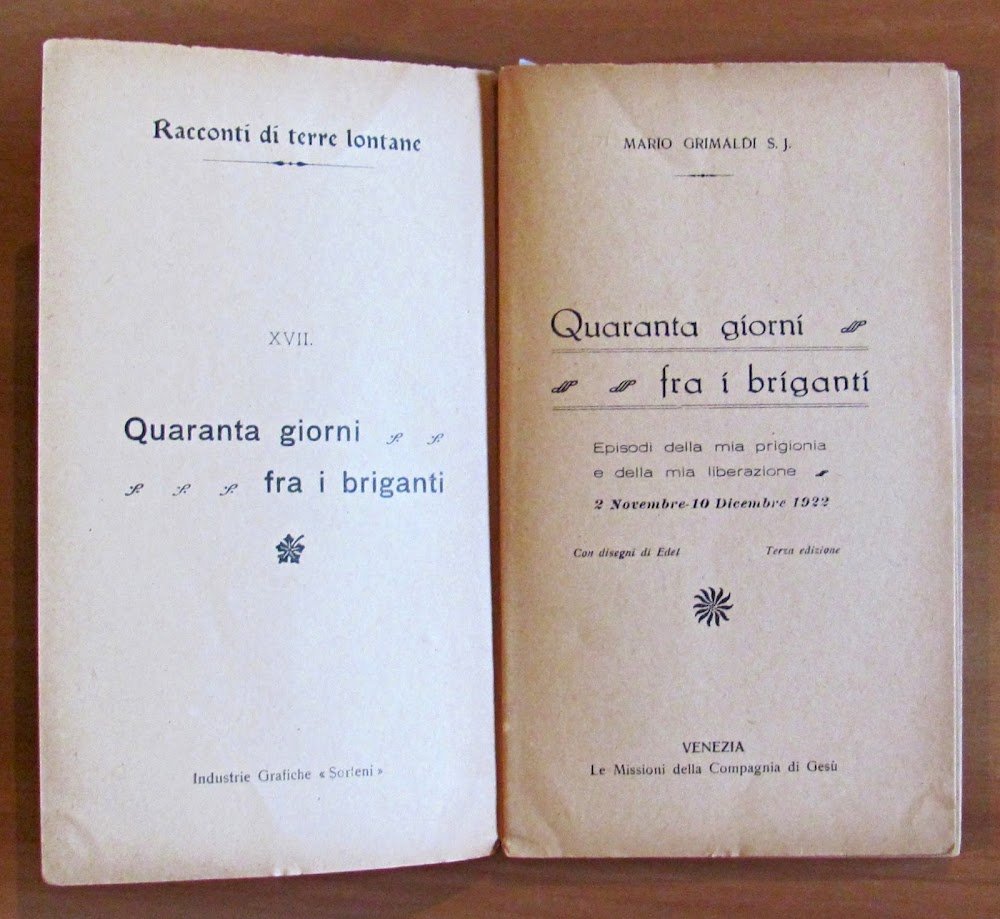 Racconti di terre lontane
XVII.
Quaranta giorni
fra i briganti
Industrie Grafiche « Sorteni »
MARIO GRIMALDI S. J.
Quaranta giorni
fra i briganti
Episodi della mia prigionia
e della mia liberazione
2 Novembre-10 Dicembre 1922
Con disegni di Edel Terza edizione
VENEZIA
Le Missioni della Compagnia di Gesù